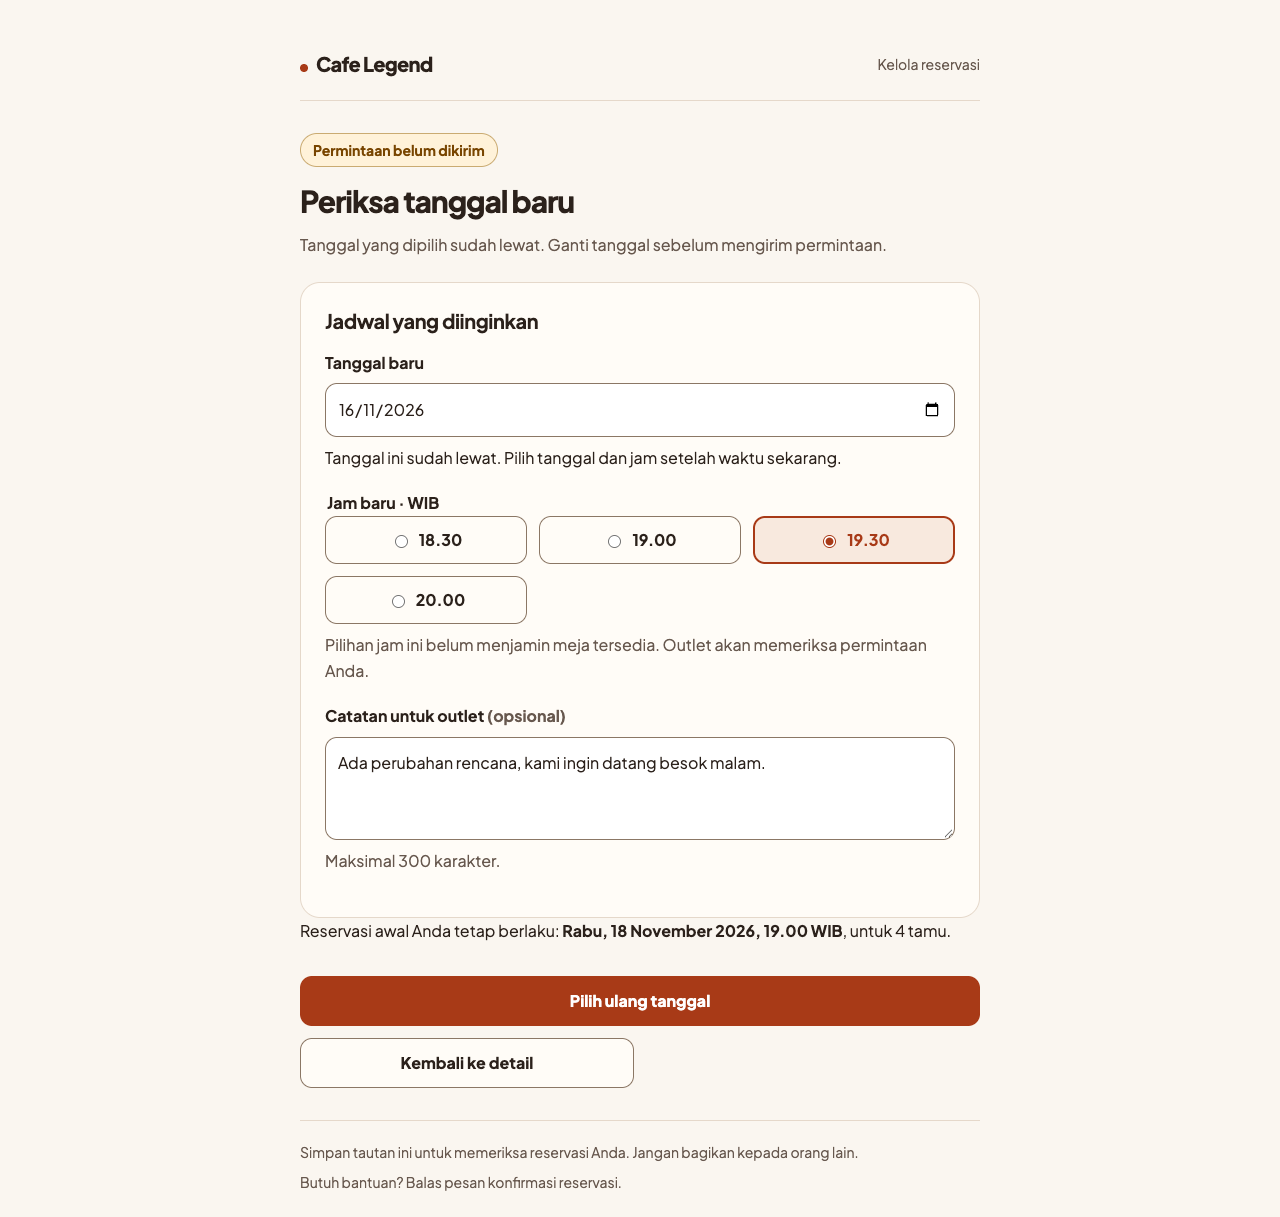 Cafe Legend
Kelola reservasi
Permintaan belum dikirim
Periksa tanggal baru
Tanggal yang dipilih sudah lewat. Ganti tanggal sebelum mengirim permintaan.
Jadwal yang diinginkan
Tanggal baru
16/11/2026
Tanggal ini sudah lewat. Pilih tanggal dan jam setelah waktu sekarang.
Jam baru · WIB
18.30
19.00
19.30
20.00
Pilihan jam ini belum menjamin meja tersedia. Outlet akan memeriksa permintaan
Anda.
Catatan untuk outlet (opsional)
Ada perubahan rencana, kami ingin datang besok malam.
Maksimal 300 karakter.
Reservasi awal Anda tetap berlaku: Rabu, 18 November 2026, 19.00 WIB, untuk 4 tamu.
Pilih ulang tanggal
Kembali ke detail
Simpan tautan ini untuk memeriksa reservasi Anda. Jangan bagikan kepada orang lain.
Butuh bantuan? Balas pesan konfirmasi reservasi.